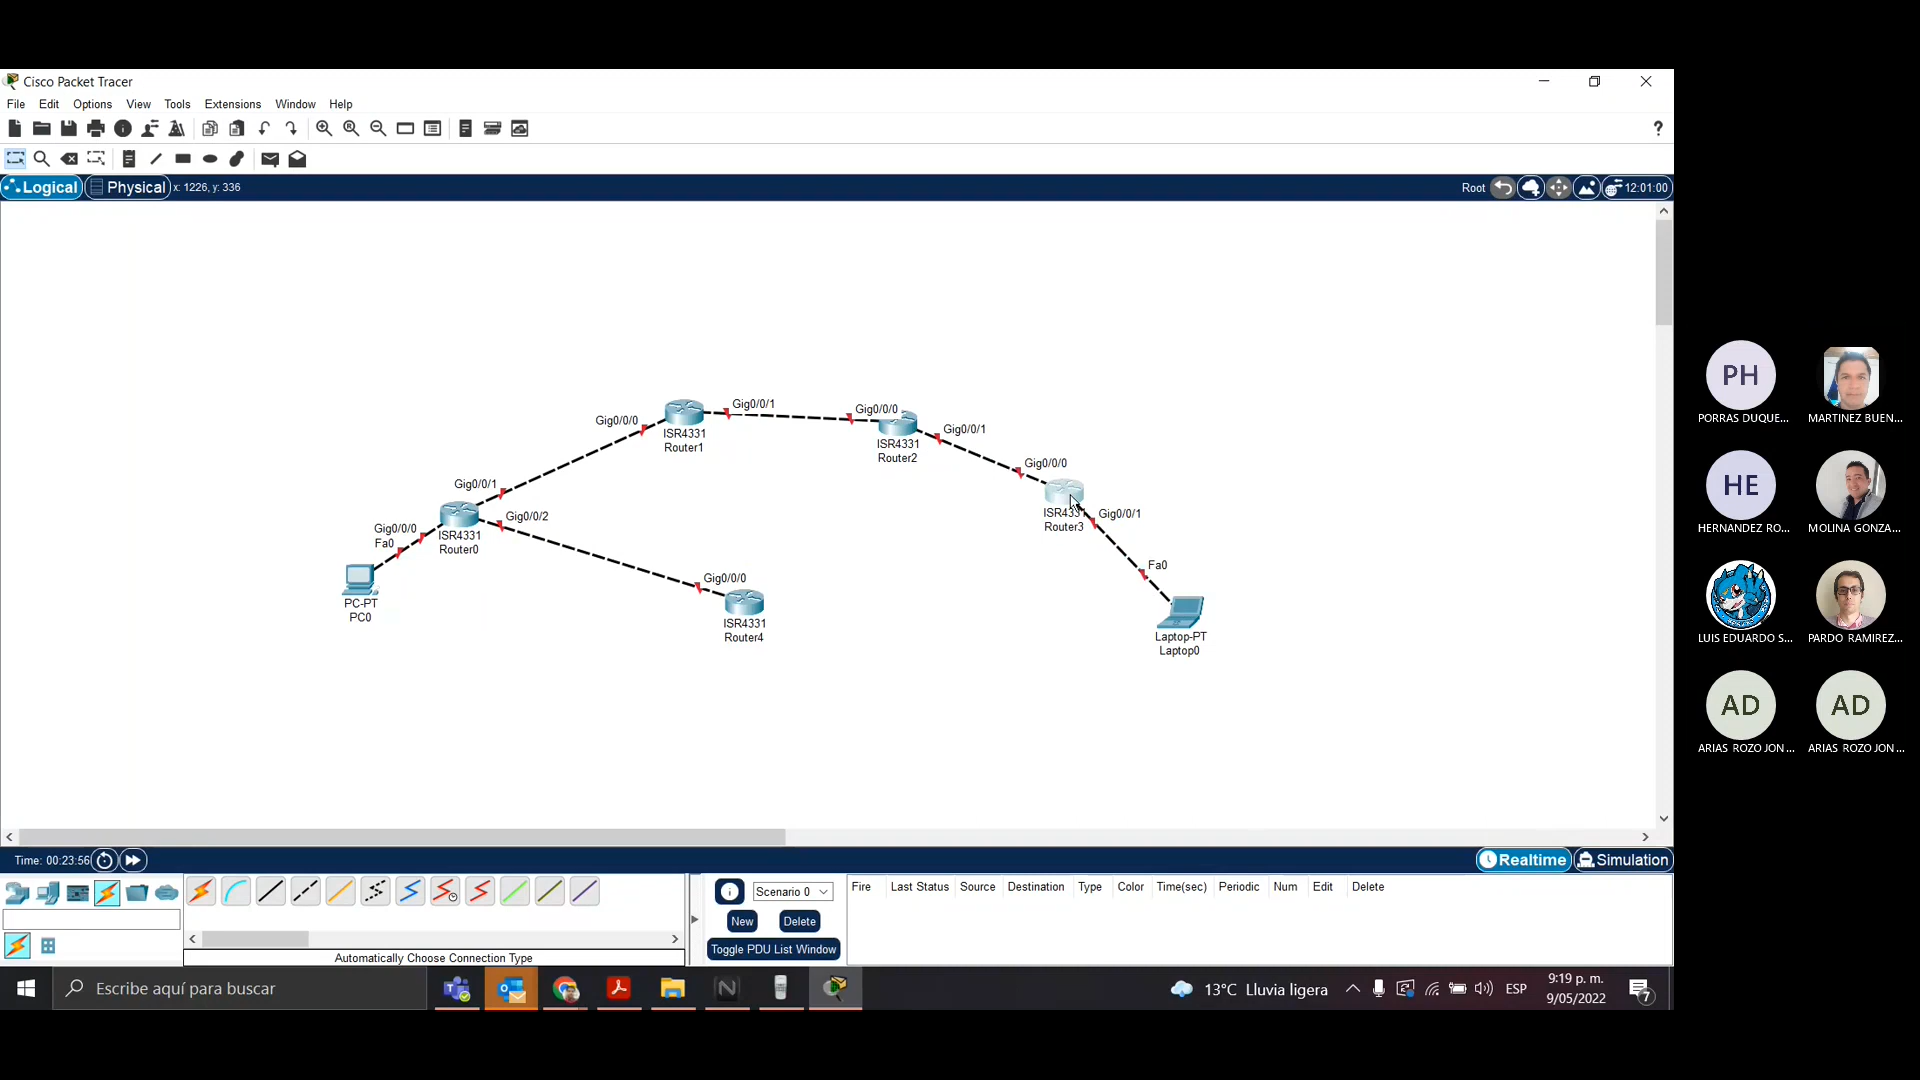 Cisco Packet Tracer
File Edit Options View Tools Extensions Window Help
?
Logical Physical x: 1226, y: 336
Root 12:01:00
Gig0/0/1
Gig0/0/0
Gig0/0/0
ISR4331
Router1
Gig0/0/1
ISR4331
Router2
Gig0/0/0
Gig0/0/1
Gig0/0/2
Gig0/0/0
Fa0
ISR4331
Router0
ISR4331
Router3
Gig0/0/1
Fa0
Gig0/0/0
PC-PT
PC0
ISR4331
Router4
Laptop-PT
Laptop0
PH
PORRAS DUQUE...
MARTINEZ BUEN...
HE
HERNANDEZ RO...
MOLINA GONZA...
LUIS EDUARDO S...
PARDO RAMIREZ...
AD
AD
ARIAS ROZO JON ...
ARIAS ROZO JON ...
Time: 00:23:56
Realtime Simulation
Scenario 0
New Delete
Toggle PDU List Window
Fire Last Status Source Destination Type Color Time(sec) Periodic Num Edit Delete
Automatically Choose Connection Type
Escribe aquí para buscar
13°C Lluvia ligera
ESP
9:19 p. m.
9/05/2022
7